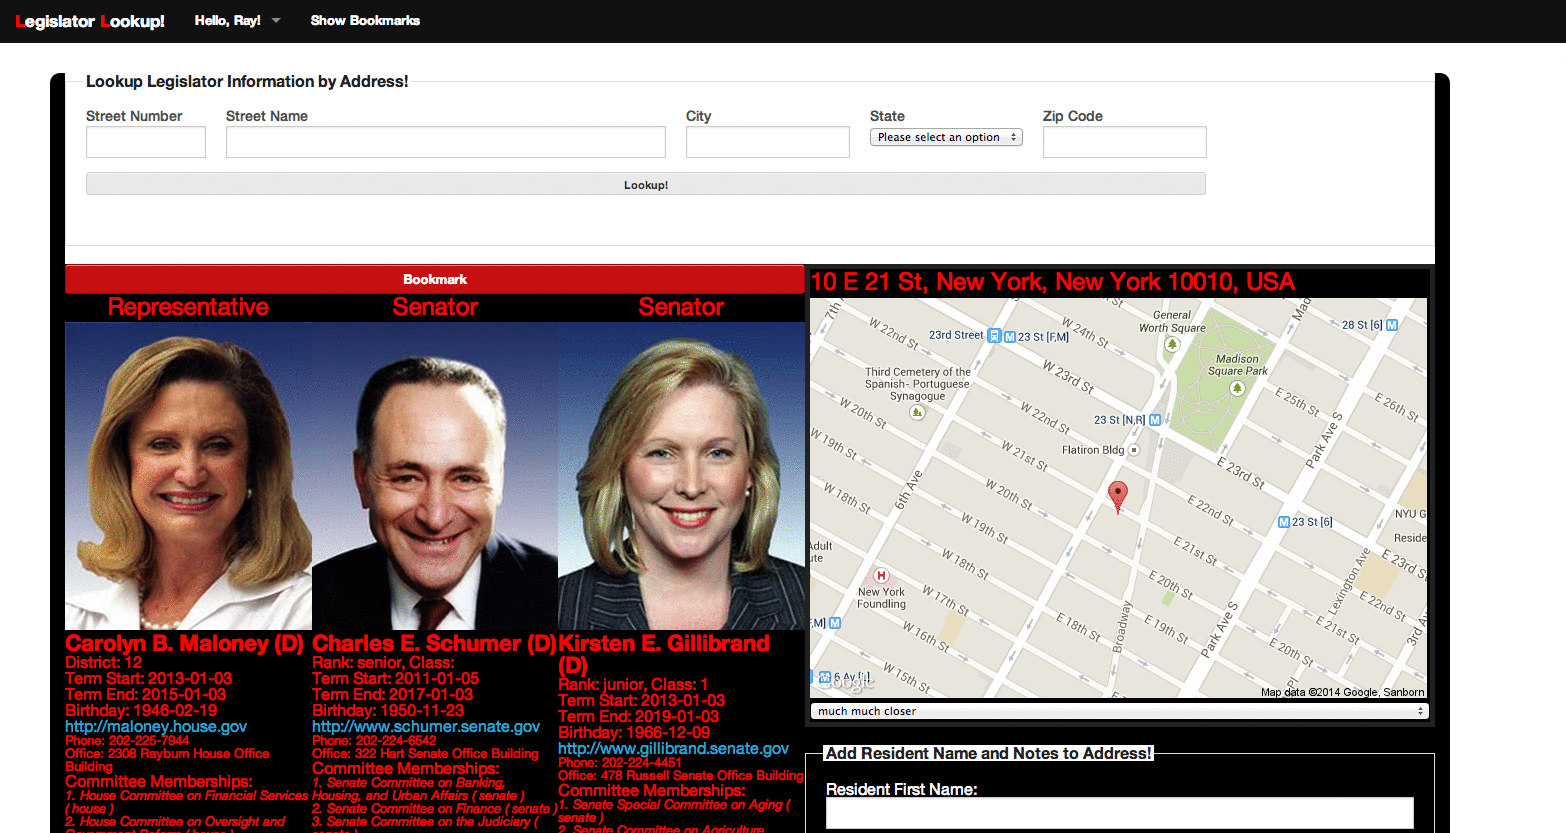 Legislator Lookup!
Hello, Ray!
Show Bookmarks
Lookup Legislator Information by Address!
Street Number
Street Name
City
State
Zip Code
Please select an option
Lookup!
Bookmark
Representative
Senator
Senator
Carolyn B. Maloney (D)
District: 12
Term Start: 2013-01-03
Term End: 2015-01-03
Birthday: 1946-02-19
http://maloney.house.gov
Phone: 202-225-7944
Office: 2308 Rayburn House Office
Building
Committee Memberships:
1. House Committee on Financial Services
( house )
2. House Committee on Oversight and
Government Reform ( house )
Charles E. Schumer (D)
Rank: senior, Class:
Term Start: 2011-01-05
Term End: 2017-01-03
Birthday: 1950-11-23
http://www.schumer.senate.gov
Phone: 202-224-6542
Office: 322 Hart Senate Office Building
Committee Memberships:
1. Senate Committee on Banking,
Housing, and Urban Affairs ( senate )
2. Senate Committee on Finance ( senate )
3. Senate Committee on the Judiciary (
senate )
Kirsten E. Gillibrand
(D)
Rank: junior, Class: 1
Term Start: 2013-01-03
Term End: 2019-01-03
Birthday: 1966-12-09
http://www.gillibrand.senate.gov
Phone: 202-224-4451
Office: 478 Russell Senate Office Building
Committee Memberships:
1. Senate Special Committee on Aging (
senate )
2. Senate Committee on Agriculture,
10 E 21 St, New York, New York 10010, USA
7th
W 24th St
General
Worth Square
Mad
28 St [6] M
W 22nd St
23rd Street
M 23 St [F,M]
W 23rd St
Madison
Square Park
Third Cemetery of the
Spanish- Portuguese
Synagogue
E 25th St
E 26th St
W 20th St
W 22nd St
23 St [N,R] M
Park Ave S
W 19th St
W 21st St
Flatiron Bldg
E 23rd St
W 18th St
6th Ave
W 20th St
E 22nd St
W 19th St
M 23 St [6]
NYU
Adult
E 21st St
E 23rd St
H
W 18th St
E 20th St
New York
Foundling
W 17th St
Lexington Ave
E 22nd St
F,M] M
W 16th St
Broadway
E 18th St
E 19th St
Park Ave S
E 21st St
3rd A
E 20th St
W 15th St
E 17th St
6 Av [L]
Google
Map data ©2014 Google, Sanborn
much much closer
Add Resident Name and Notes to Address!
Resident First Name: